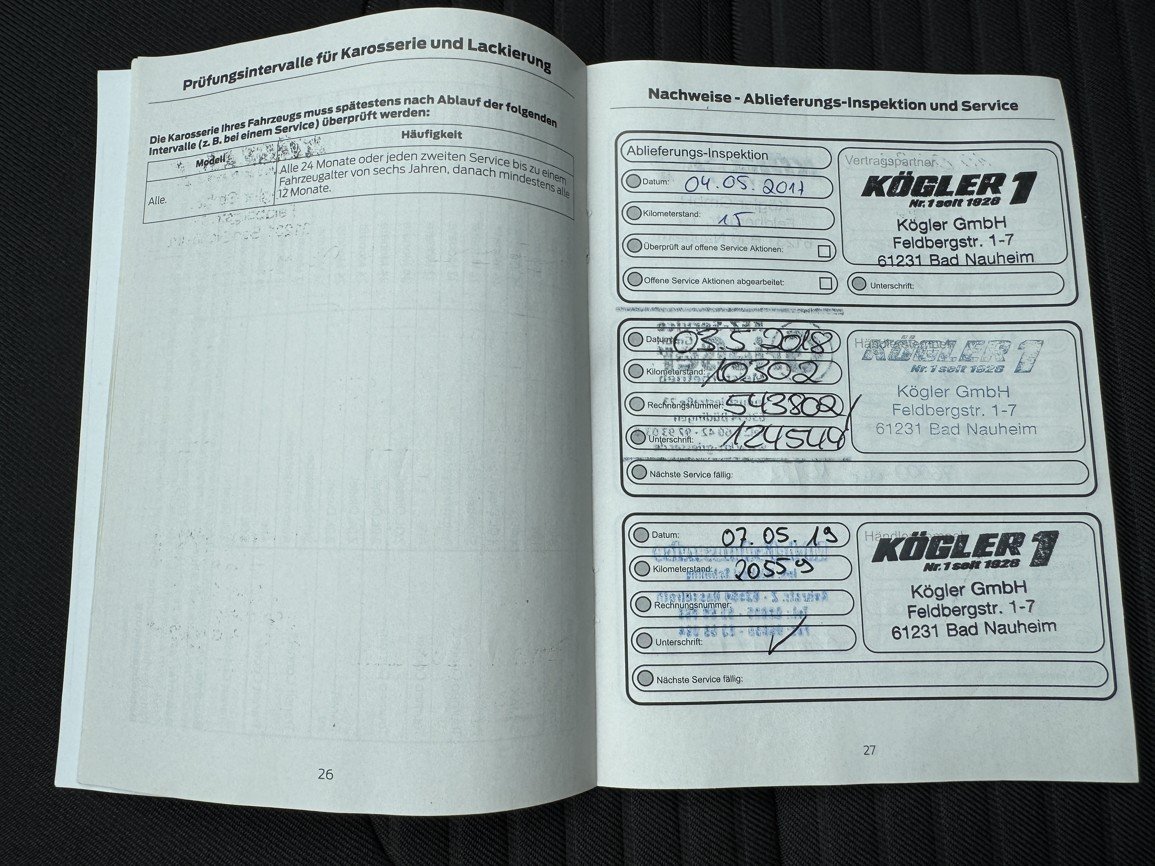 Prüfungsintervalle für Karosserie und Lackierung
Die Karosserie Ihres Fahrzeugs muss spätestens nach Ablauf der folgenden
Intervalle (z. B. bei einem Service) überprüft werden:
Modell
Häufigkeit
Alle.
Alle 24 Monate oder jeden zweiten Service bis zu einem
Fahrzeugalter von sechs Jahren, danach mindestens alle
12 Monate.
26
Nachweise - Ablieferungs-Inspektion und Service
Ablieferungs-Inspektion
Datum: 04.05.2017
Kilometerstand: 15
Überprüft auf offene Service Aktionen:
Offene Service Aktionen abgearbeitet:
Vertragspartner
KÖGLER 1
Nr. 1 seit 1926
Kögler GmbH
Feldbergstr. 1-7
61231 Bad Nauheim
Unterschrift:
Datum: 03.5.2018
Kilometerstand: 10302
Rechnungsnummer: 543802
Unterschrift: 124544
Nächste Service fällig:
Händlerstempel
KÖGLER 1
Nr. 1 seit 1926
Kögler GmbH
Feldbergstr. 1-7
61231 Bad Nauheim
Datum: 07.05.19
Kilometerstand: 20559
Rechnungsnummer:
Unterschrift:
Nächste Service fällig:
KÖGLER 1
Nr. 1 seit 1926
Kögler GmbH
Feldbergstr. 1-7
61231 Bad Nauheim
27